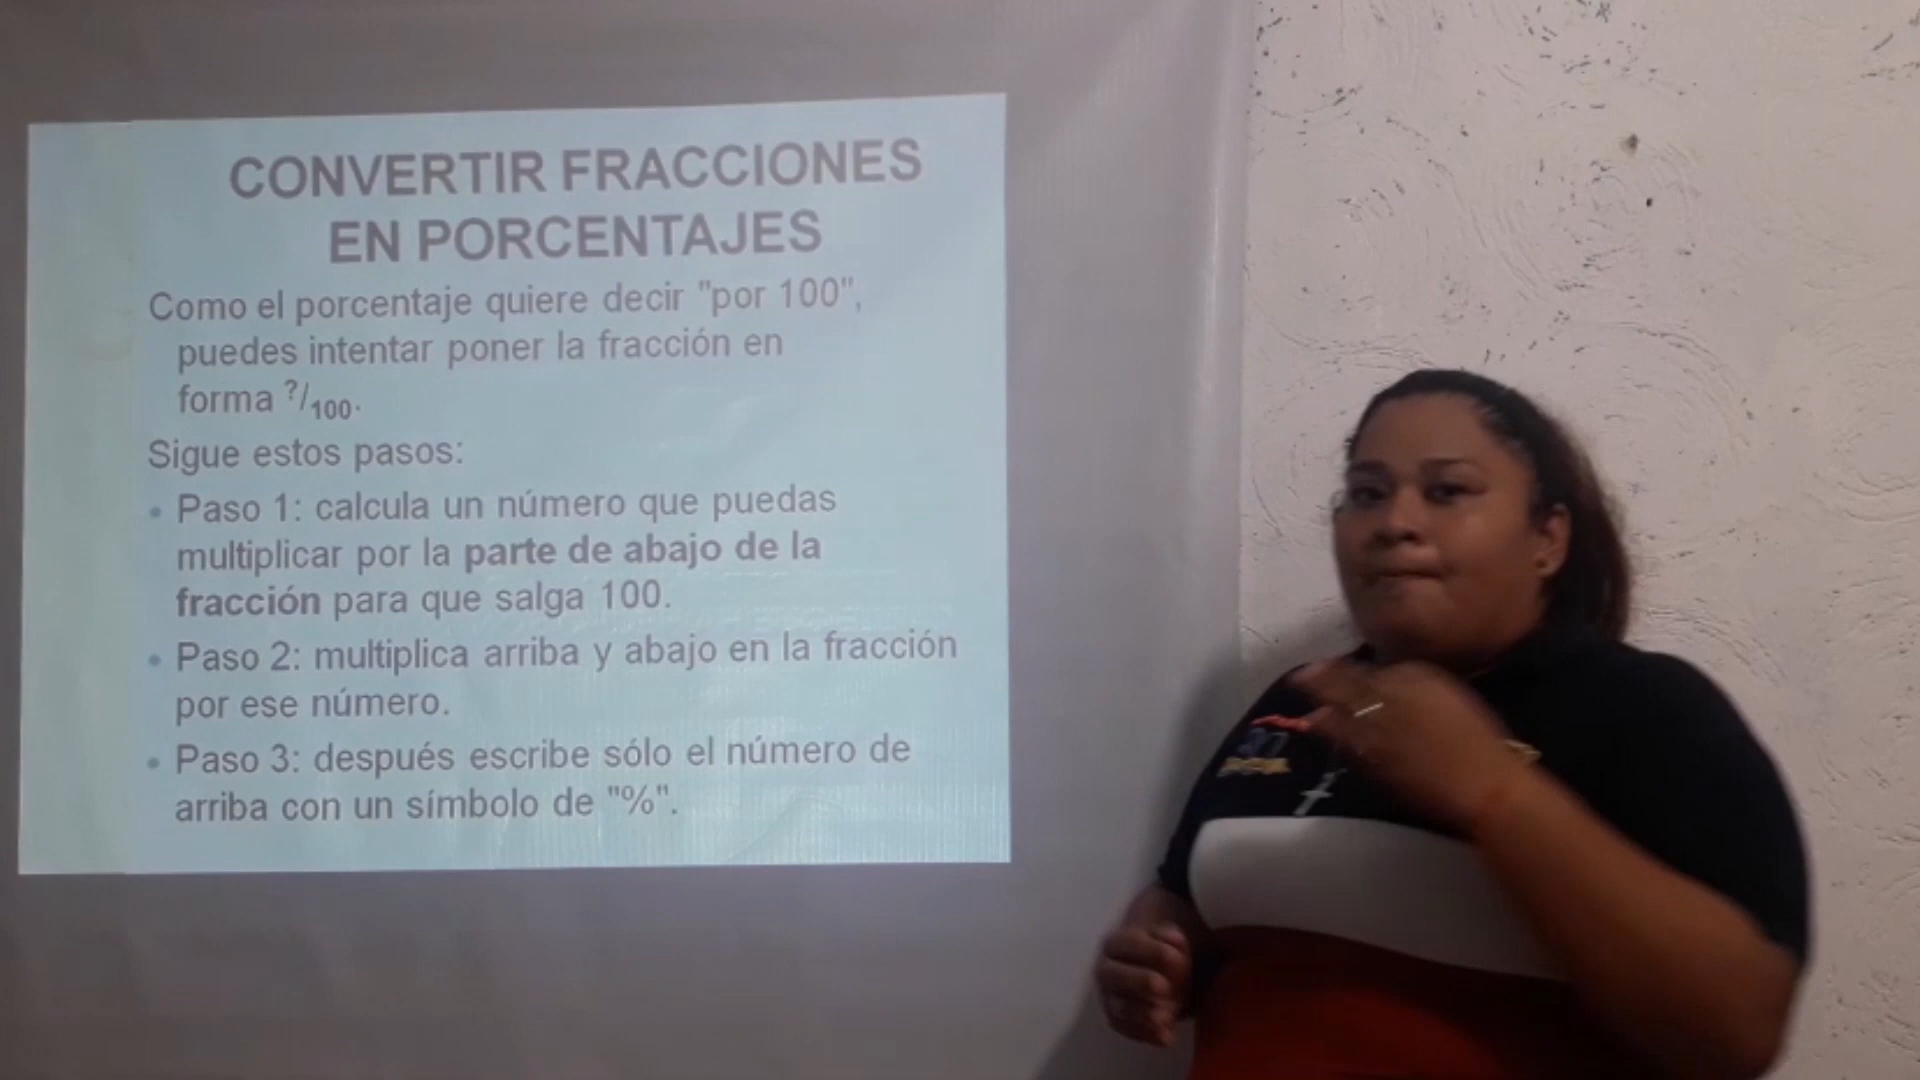 CONVERTIR FRACCIONES
EN PORCENTAJES
Como el porcentaje quiere decir "por 100",
puedes intentar poner la fracción en
forma ?/100.
Sigue estos pasos:
• Paso 1: calcula un número que puedas
multiplicar por la parte de abajo de la
fracción para que salga 100.
• Paso 2: multiplica arriba y abajo en la fracción
por ese número.
• Paso 3: después escribe sólo el número de
arriba con un símbolo de "%".